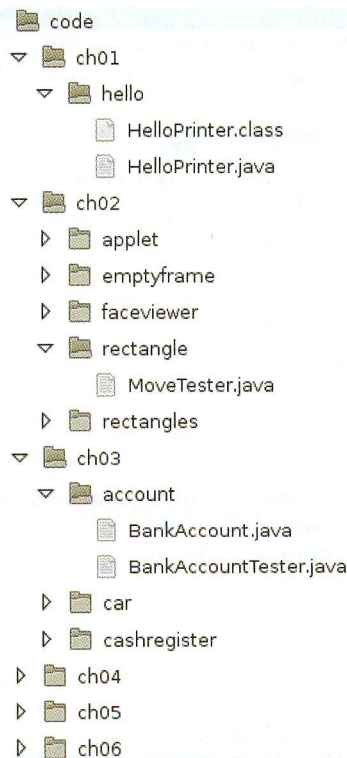 code
ch01
hello
HelloPrinter.class
HelloPrinter.java
ch02
applet
emptyframe
faceviewer
rectangle
MoveTester.java
rectangles
ch03
account
BankAccount.java
BankAccountTester.java
car
cashregister
ch04
ch05
ch06